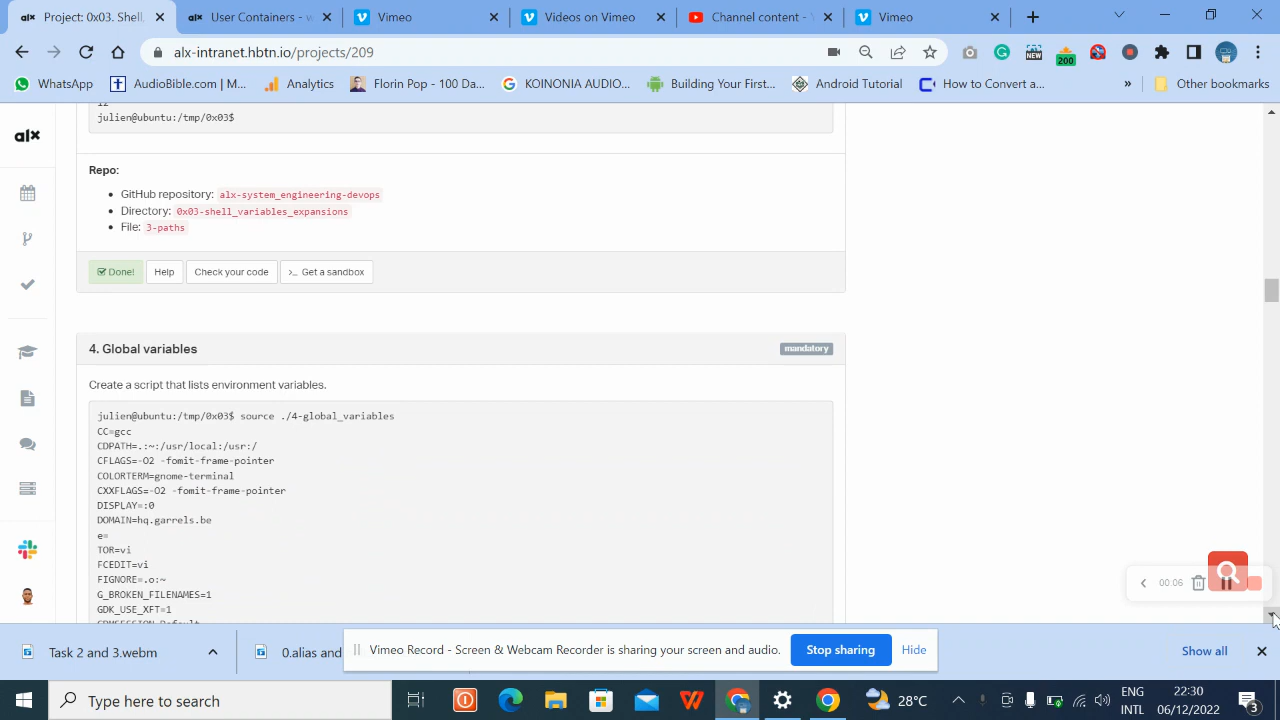 Project: 0x03. Shell,
User Containers - w
Vimeo
Videos on Vimeo
Channel content - Y
Vimeo
alx-intranet.hbtn.io/projects/209
NEW
200
WhatsApp
AudioBible.com | M...
Analytics
Florin Pop - 100 Da...
KOINONIA AUDIO...
Building Your First...
Android Tutorial
How to Convert a...
»
Other bookmarks
alx
12
julien@ubuntu:/tmp/0x03$
Repo:
GitHub repository: alx-system_engineering-devops
Directory: 0x03-shell_variables_expansions
File: 3-paths
Done!
Help
Check your code
>_ Get a sandbox
4. Global variables
mandatory
Create a script that lists environment variables.
julien@ubuntu:/tmp/0x03$ source ./4-global_variables
CC=gcc
CDPATH=.:~:/usr/local:/usr:/
CFLAGS=-O2 -fomit-frame-pointer
COLORTERM=gnome-terminal
CXXFLAGS=-O2 -fomit-frame-pointer
DISPLAY=:0
DOMAIN=hq.garrels.be
e=
TOR=vi
FCEDIT=vi
FIGNORE=.o:~
G_BROKEN_FILENAMES=1
GDK_USE_XFT=1
GDMSESSION=Default
00:06
Task 2 and 3.webm
0.alias and
Vimeo Record - Screen & Webcam Recorder is sharing your screen and audio.
Stop sharing
Hide
Show all
Type here to search
28°C
ENG
INTL
22:30
06/12/2022
3